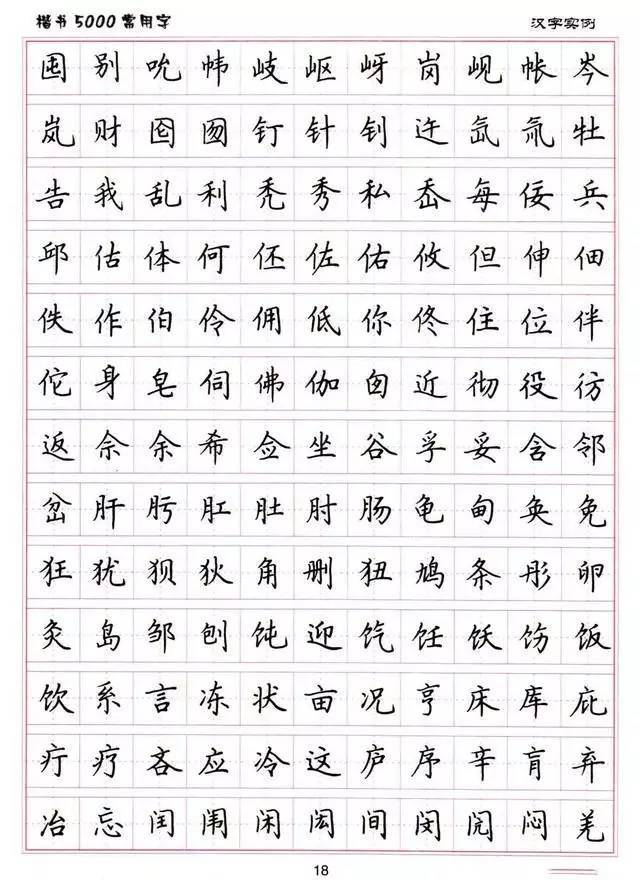 楷书5000常用字 汉字实例
囤别吮帏岐岖岈岗岘帐岑
岚财囵囫钉针钊迕氙氚牡
告我乱利秃秀私岙每佞兵
邱估体何伾佐佑攸但伸佃
佚作伯伶佣低你佟住位伴
佗身皂伺佛伽囱近彻役彷
返佘余希佥坐谷孚妥含邻
岔肝肟肛肚肘肠龟甸奂免
狂犹狈狄角删狃鸠条彤卵
灸岛邹刨饨迎饩饪饫饬饭
饮系言冻状亩况亨床库庇
疔疗吝应冷这庐序辛肓弃
冶忘闰闱闲闳间闵闶闷羌
18